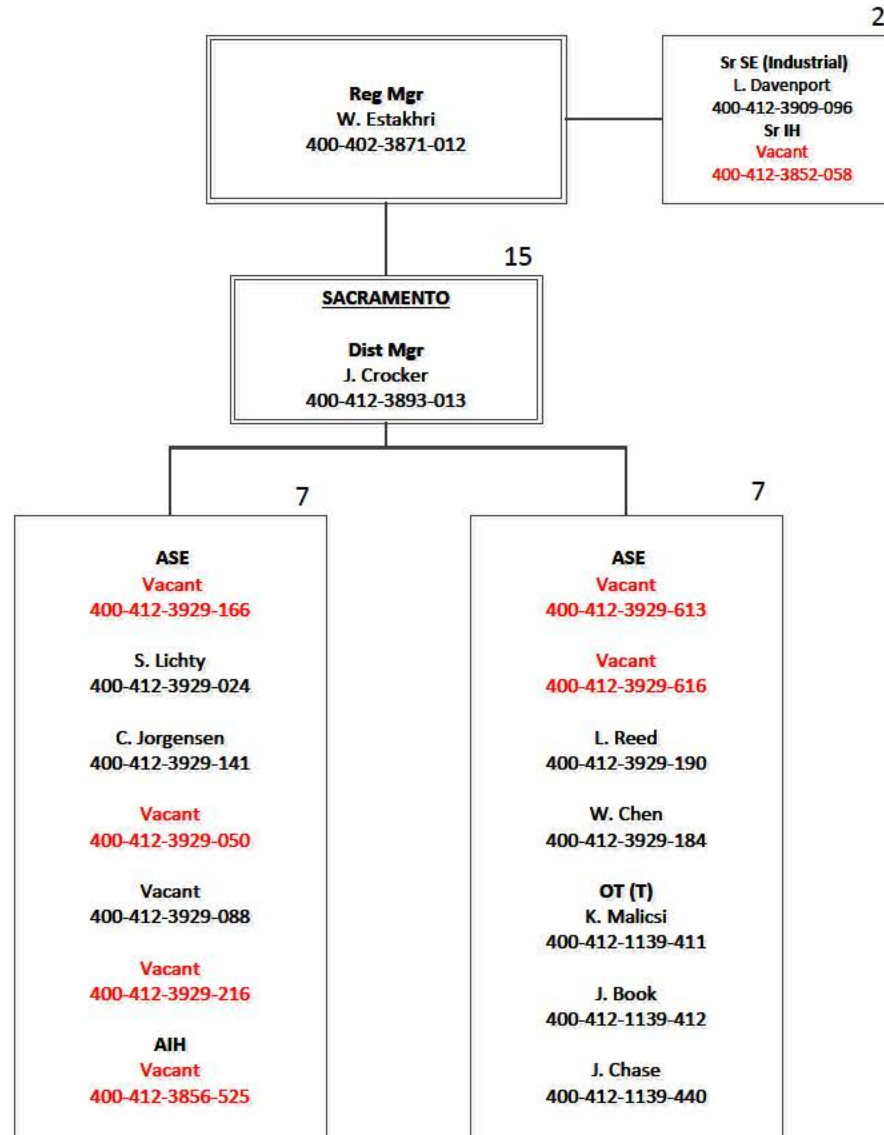 2
Reg Mgr
W. Estakhri
400-402-3871-012
Sr SE (Industrial)
L. Davenport
400-412-3909-096
Sr IH
Vacant
400-412-3852-058
15
SACRAMENTO
Dist Mgr
J. Crocker
400-412-3893-013
7
ASE
Vacant
400-412-3929-166
S. Lichty
400-412-3929-024
C. Jorgensen
400-412-3929-141
Vacant
400-412-3929-050
Vacant
400-412-3929-088
Vacant
400-412-3929-216
AIH
Vacant
400-412-3856-525
7
ASE
Vacant
400-412-3929-613
Vacant
400-412-3929-616
L. Reed
400-412-3929-190
W. Chen
400-412-3929-184
OT (T)
K. Malicsi
400-412-1139-411
J. Book
400-412-1139-412
J. Chase
400-412-1139-440